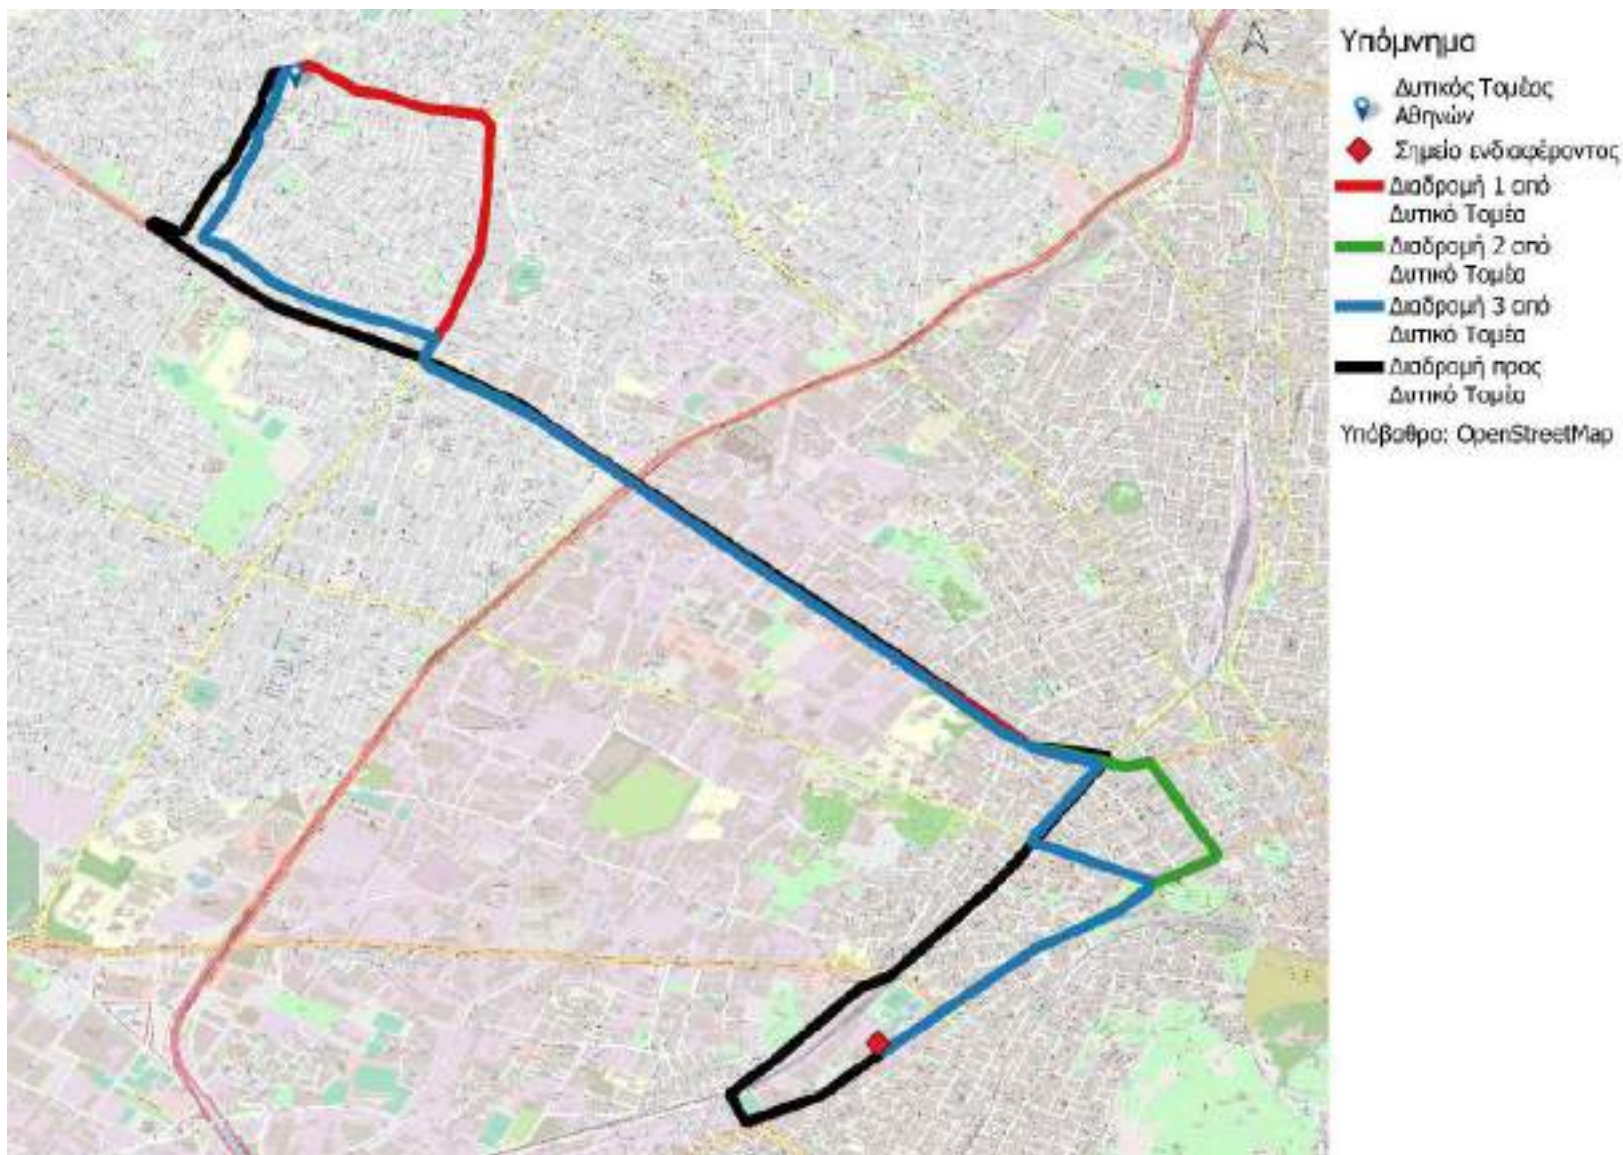 Υπόμνημα
Δυτικός Τομέας
Αθηνών
Σημείο ενδιαφέροντος
Διαδρομή 1 από
Δυτικό Τομέα
Διαδρομή 2 από
Δυτικό Τομέα
Διαδρομή 3 από
Δυτικό Τομέα
Διαδρομή προς
Δυτικό Τομέα
Υπόβαθρο: OpenStreetMap